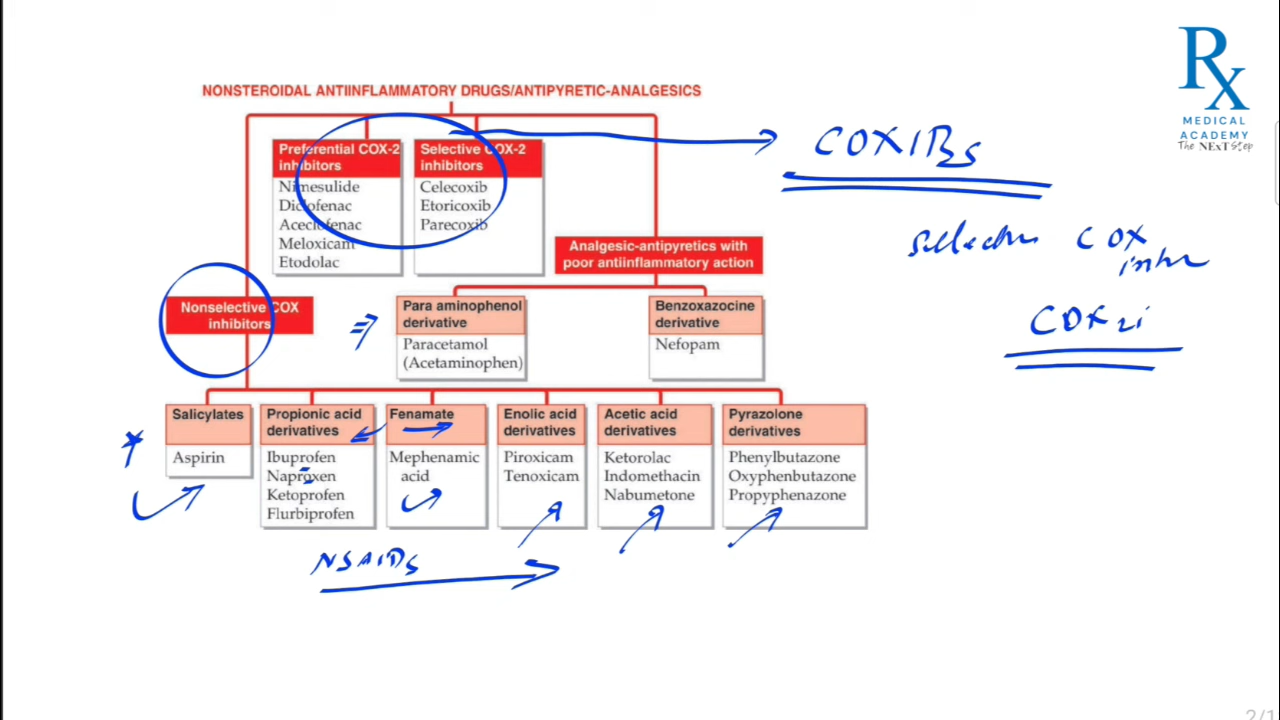 Rx
MEDICAL
ACADEMY
The NExT Step
NONSTEROIDAL ANTIINFLAMMATORY DRUGS/ANTIPYRETIC-ANALGESICS
Preferential COX-2
inhibitors
Nimesulide
Diclofenac
Aceclofenac
Meloxicam
Etodolac
Selective COX-2
inhibitors
Celecoxib
Etoricoxib
Parecoxib
COXIBs
COX
COX2i
Analgesic-antipyretics with
poor antiinflammatory action
Nonselective COX
inhibitors
Para aminophenol
derivative
Paracetamol
(Acetaminophen)
Benzoxazocine
derivative
Nefopam
Salicylates
Aspirin
Propionic acid
derivatives
Ibuprofen
Naproxen
Ketoprofen
Flurbiprofen
Fenamate
Mephenamic
acid
Enolic acid
derivatives
Piroxicam
Tenoxicam
Acetic acid
derivatives
Ketorolac
Indomethacin
Nabumetone
Pyrazolone
derivatives
Phenylbutazone
Oxyphenbutazone
Propyphenazone
NSAIDs